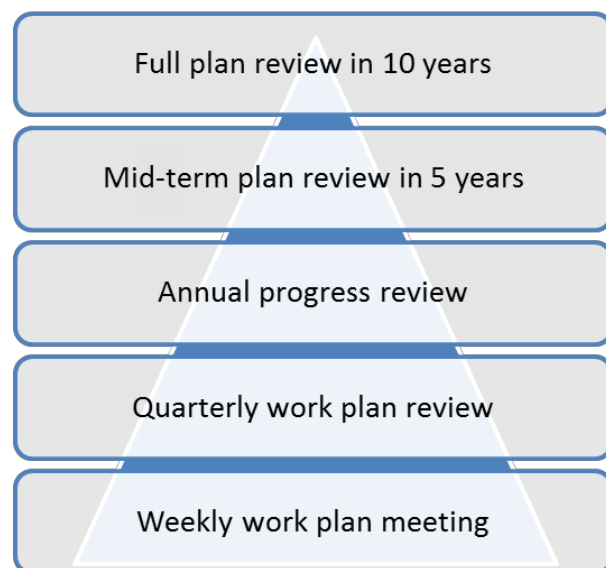 Full plan review in 10 years
Mid-term plan review in 5 years
Annual progress review
Quarterly work plan review
Weekly work plan meeting